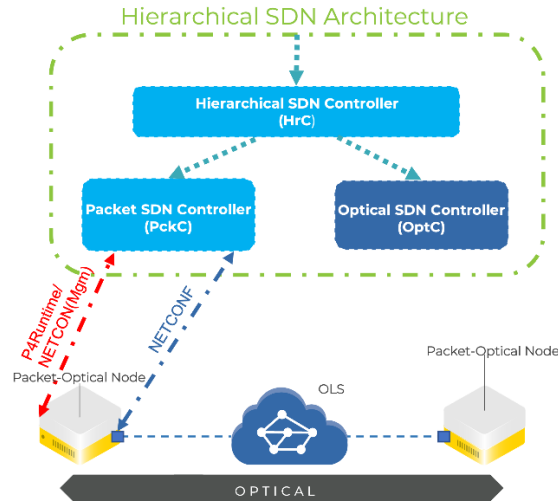 Hierarchical SDN Architecture
Hierarchical SDN Controller
(HrC)
Packet SDN Controller
(PckC)
Optical SDN Controller
(OptC)
P4Runtime/
NETCON(Mgm)
NETCONF
Packet-Optical Node
Packet-Optical Node
OLS
OPTICAL